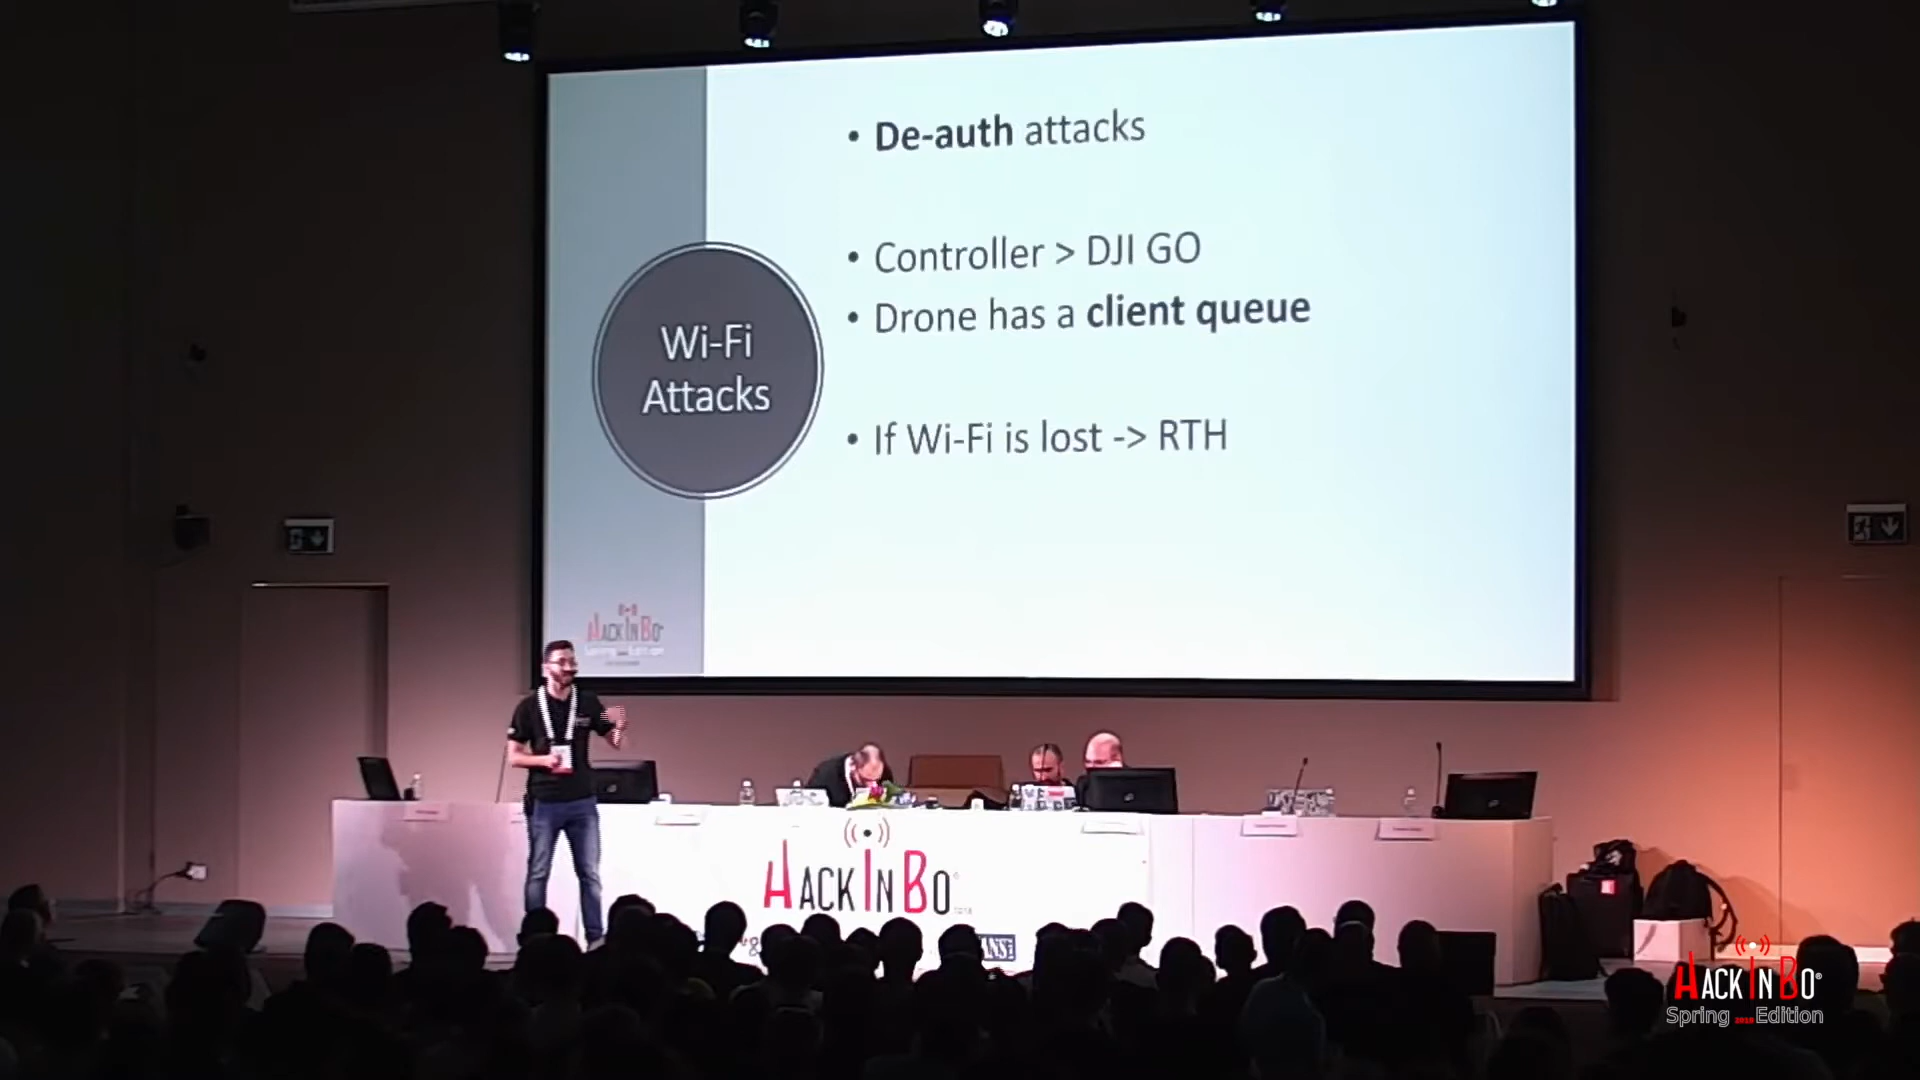 • De-auth attacks
• Controller > DJI GO
• Drone has a client queue
• If Wi-Fi is lost -> RTH
Wi-Fi
Attacks
HACKINBO
HACKINBO
HACKINBO®
Spring 2018 Edition